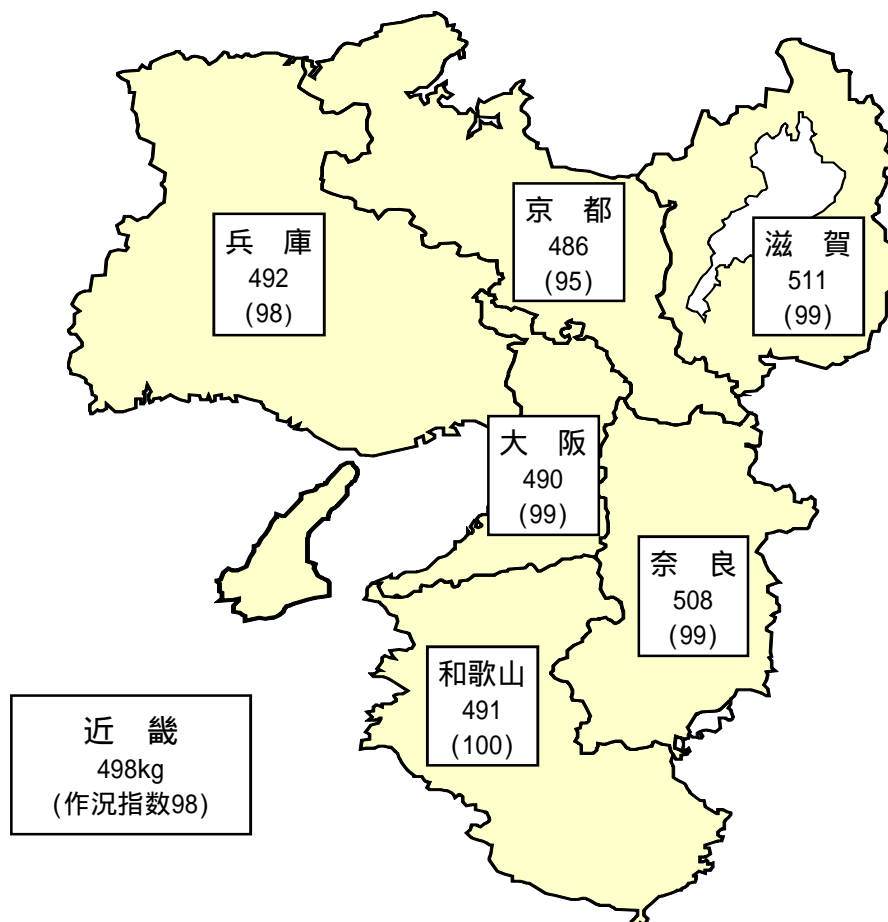 京　都
486
(95)
兵　庫
492
(98)
滋　賀
511
(99)
大　阪
490
(99)
奈　良
508
(99)
和歌山
491
(100)
近　畿
498kg
(作況指数98)